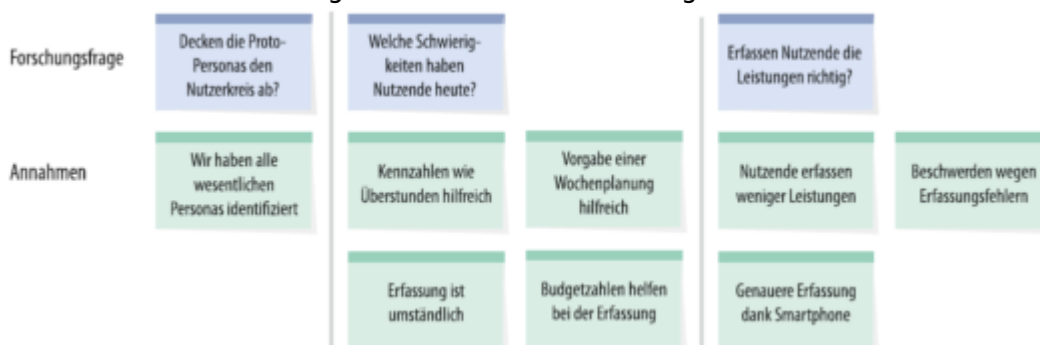 Forschungsfrage
Decken die Proto-
Personas den
Nutzerkreis ab?
Welche Schwierig-
keiten haben
Nutzende heute?
Erfassen Nutzende die
Leistungen richtig?
Annahmen
Wir haben alle
wesentlichen
Personas identifiziert
Kennzahlen wie
Überstunden hilfreich
Vorgabe einer
Wochenplanung
hilfreich
Nutzende erfassen
weniger Leistungen
Beschwerden wegen
Erfassungsfehlern
Erfassung ist
umständlich
Budgetzahlen helfen
bei der Erfassung
Genauere Erfassung
dank Smartphone